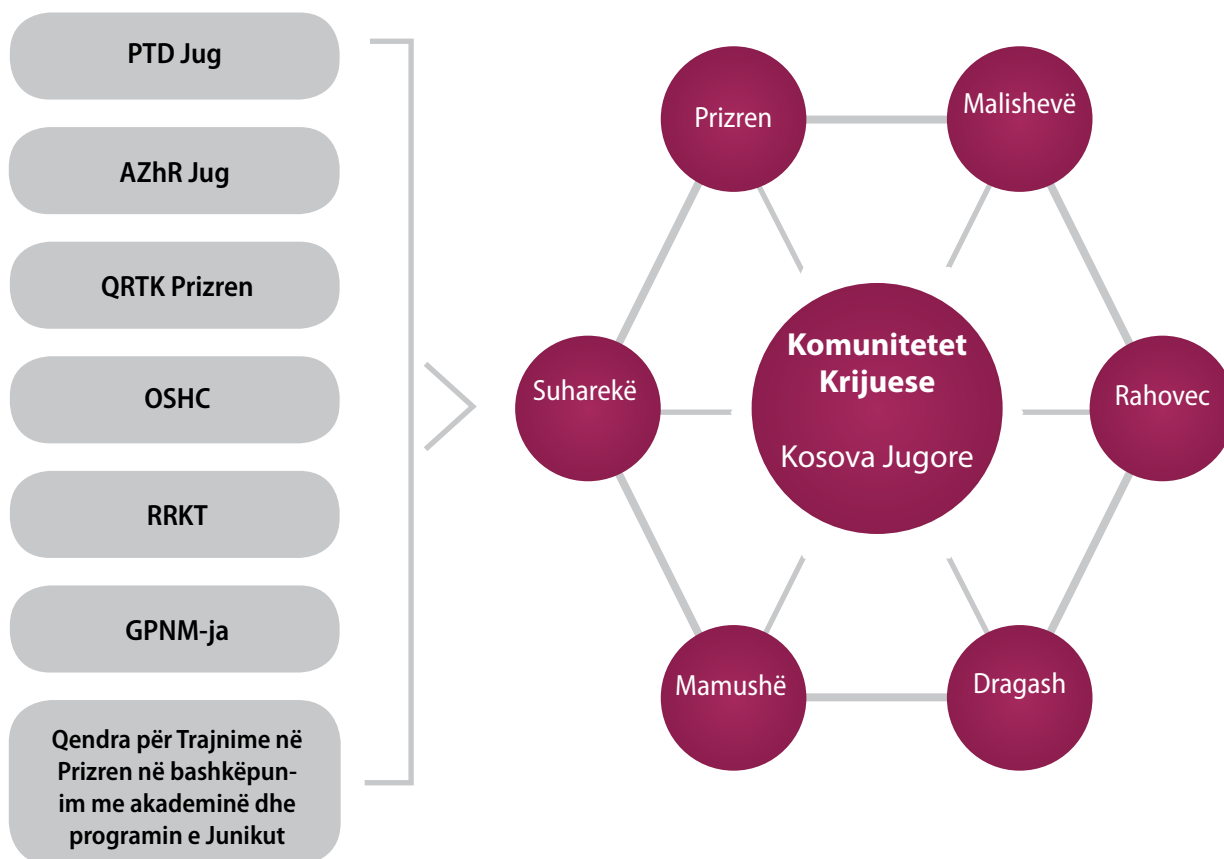 PTD Jug
AZhR Jug
QRTK Prizren
OSHC
RRKT
GPNM-ja
Qendra për Trajnime në
Prizren në bashkëpun-
im me akademinë dhe
programin e Junikut
Prizren
Malishevë
Suharekë
Komunitetet
Krijuese
Kosova Jugore
Rahovec
Mamushë
Dragash